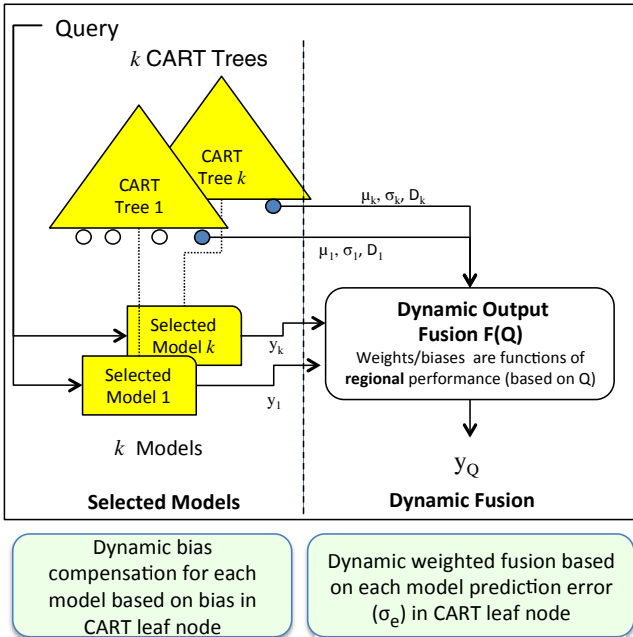 Query
k CART Trees
CART
Tree k
CART
Tree 1
μk, σk, Dk
μ1, σ1, D1
Selected
Model k
yk
Selected
Model 1
y1
Dynamic Output
Fusion F(Q)
Weights/biases are functions of
regional performance (based on Q)
k Models
yQ
Selected Models
Dynamic Fusion
Dynamic bias
compensation for each
model based on bias in
CART leaf node
Dynamic weighted fusion based
on each model prediction error
(σe) in CART leaf node